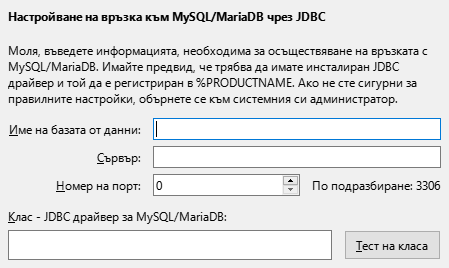 Настройване на връзка към MySQL/MariaDB чрез JDBC
Моля, въведете информацията, необходима за осъществяване на връзката с
MySQL/MariaDB. Имайте предвид, че трябва да имате инсталиран JDBC
драйвер и той да е регистриран в %PRODUCTNAME. Ако не сте сигурни за
правилните настройки, обърнете се към системния си администратор.
Име на базата от данни:
Сървър:
Номер на порт: 0 По подразбиране: 3306
Клас - JDBC драйвер за MySQL/MariaDB:
Тест на класа